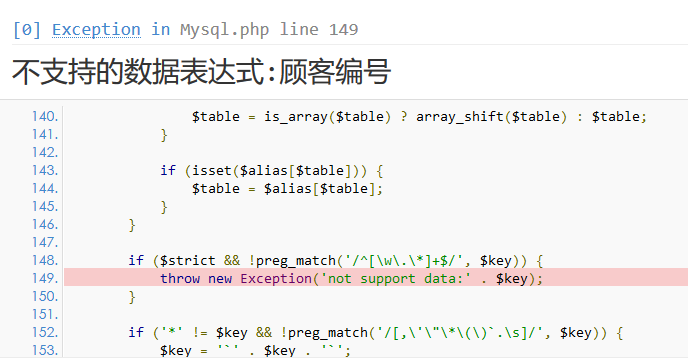 [0] Exception in Mysql.php line 149
不支持的数据表达式:顾客编号
140. $table = is_array($table) ? array_shift($table) : $table;
141. }
142.
143. if (isset($alias[$table])) {
144. $table = $alias[$table];
145. }
146. }
147.
148. if ($strict && !preg_match('/^[\w\.\*]+$/', $key)) {
149. throw new Exception('not support data:' . $key);
150. }
151.
152. if ('*' != $key && !preg_match('/[,\'\"\*\(\)`.\s]/', $key)) {
153. $key = '`' . $key . '`';